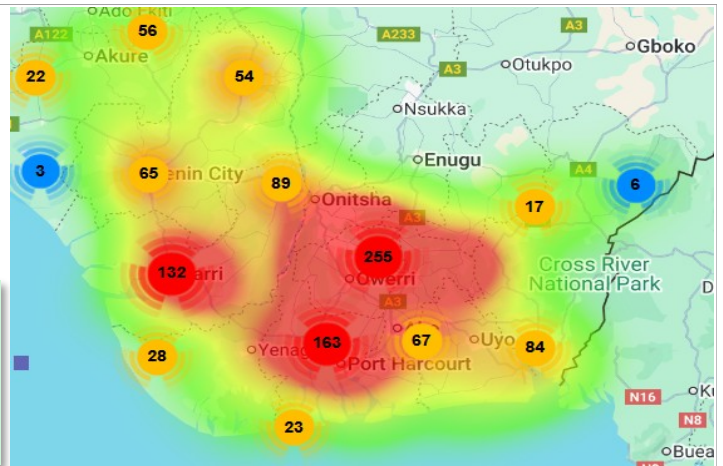 Ado Ekiti
56
A122
A233
A3
Gboko
Akure
Otukpo
A3
22
54
Nsukka
Enugu
A4
3
65
enin City
89
6
Onitsha
17
A3
132
arri
255
Owerri
Cross River
National Park
D
A3
163
67
Uyo
84
28
Yenag
Port Harcourt
N16
N8
23
Buea